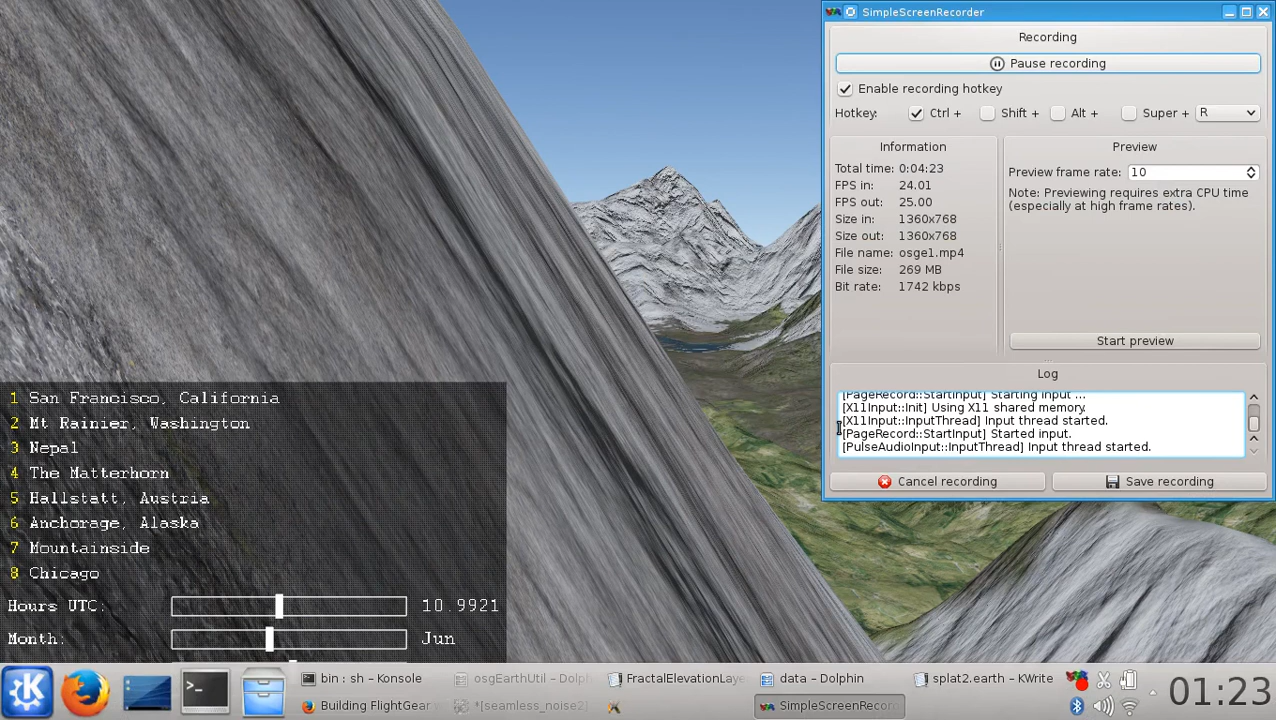 SimpleScreenRecorder
Recording
Pause recording
Enable recording hotkey
Hotkey: Ctrl + Shift + Alt + Super + R
Information
Total time: 0:04:23
FPS in: 24.01
FPS out: 25.00
Size in: 1360x768
Size out: 1360x768
File name: osge1.mp4
File size: 269 MB
Bit rate: 1742 kbps
Preview
Preview frame rate: 10
Note: Previewing requires extra CPU time
(especially at high frame rates).
Start preview
Log
[PageRecord::StartInput] Starting input ...
[X11Input::Init] Using X11 shared memory.
[X11Input::InputThread] Input thread started.
[PageRecord::StartInput] Started input.
[PulseAudioInput::InputThread] Input thread started.
Cancel recording
Save recording
1 San Francisco, California
2 Mt Rainier, Washington
3 Nepal
4 The Matterhorn
5 Hallstatt, Austria
6 Anchorage, Alaska
7 Mountainside
8 Chicago
Hours UTC: 10.9921
Month: Jun
bin : sh – Konsole
osgEarthUtil – Dolph
FractalElevationLaye
data – Dolphin
splat.earth – KWrite
Building FlightGear
*[seamless_noise2]
SimpleScreenReco
01:23